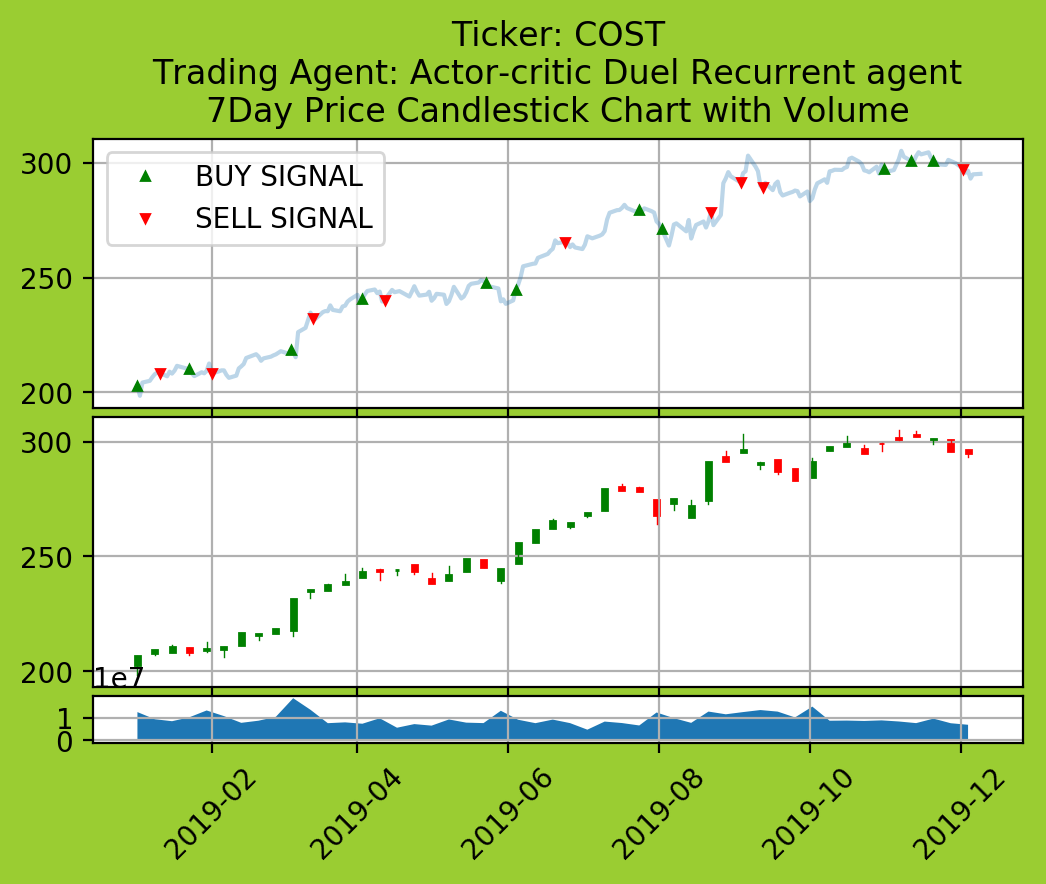 Ticker: COST
Trading Agent: Actor-critic Duel Recurrent agent
7Day Price Candlestick Chart with Volume
BUY SIGNAL
SELL SIGNAL
300
250
200
300
250
200
1e7
1
0
2019-02
2019-04
2019-06
2019-08
2019-10
2019-12